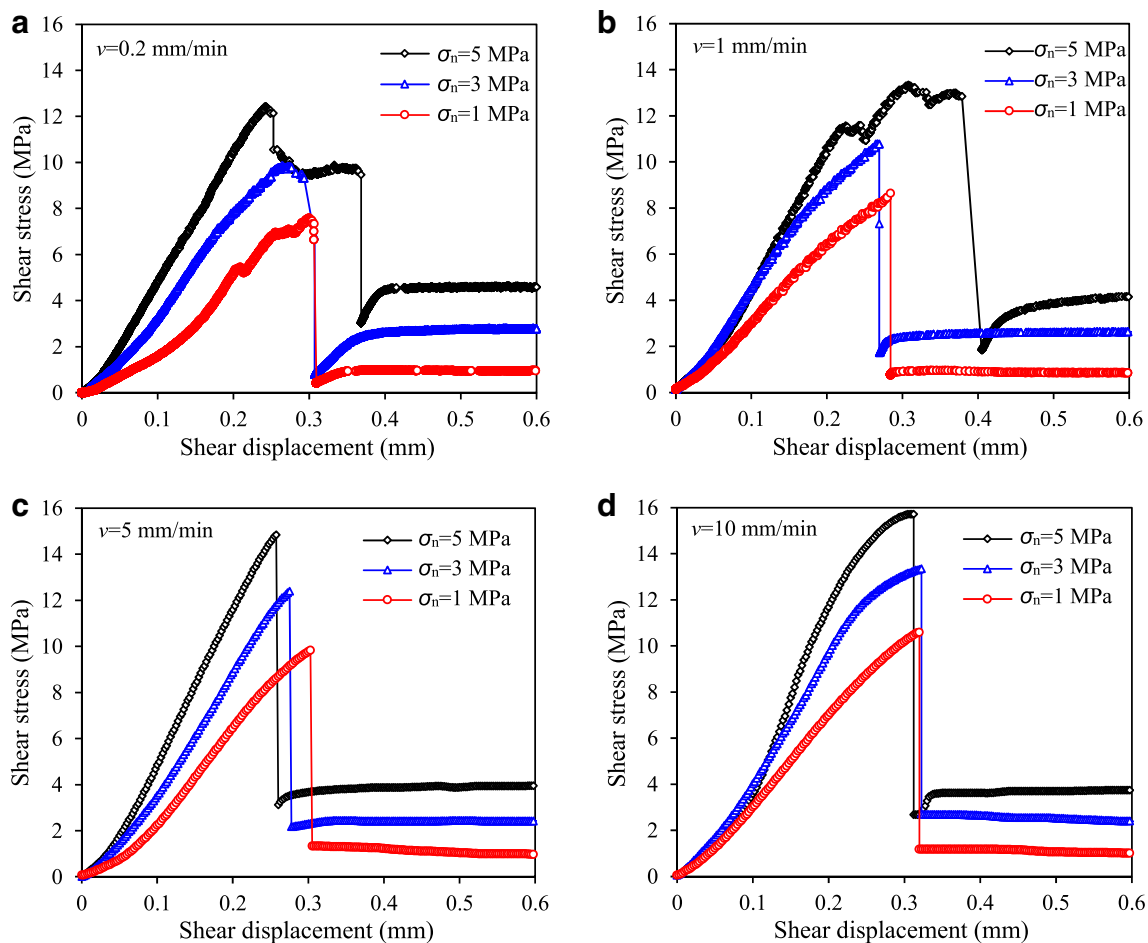 a
v=0.2 mm/min
σn=5 MPa
σn=3 MPa
σn=1 MPa
Shear stress (MPa)
16
14
12
10
8
6
4
2
0
0 0.1 0.2 0.3 0.4 0.5 0.6
Shear displacement (mm)
b
v=1 mm/min
σn=5 MPa
σn=3 MPa
σn=1 MPa
Shear stress (MPa)
16
14
12
10
8
6
4
2
0
0 0.1 0.2 0.3 0.4 0.5 0.6
Shear displacement (mm)
c
v=5 mm/min
σn=5 MPa
σn=3 MPa
σn=1 MPa
Shear stress (MPa)
16
14
12
10
8
6
4
2
0
0 0.1 0.2 0.3 0.4 0.5 0.6
Shear displacement (mm)
d
v=10 mm/min
σn=5 MPa
σn=3 MPa
σn=1 MPa
Shear stress (MPa)
16
14
12
10
8
6
4
2
0
0 0.1 0.2 0.3 0.4 0.5 0.6
Shear displacement (mm)